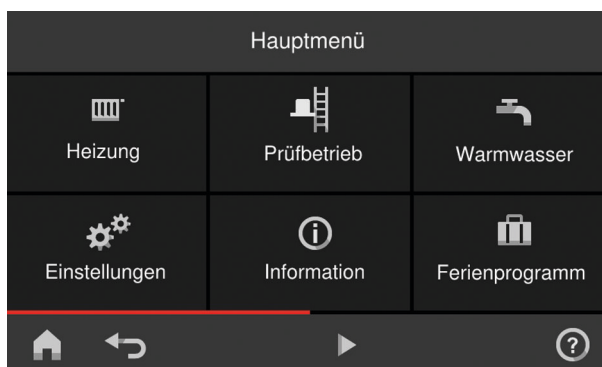 Hauptmenü
Heizung
Prüfbetrieb
Warmwasser
Einstellungen
Information
Ferienprogramm